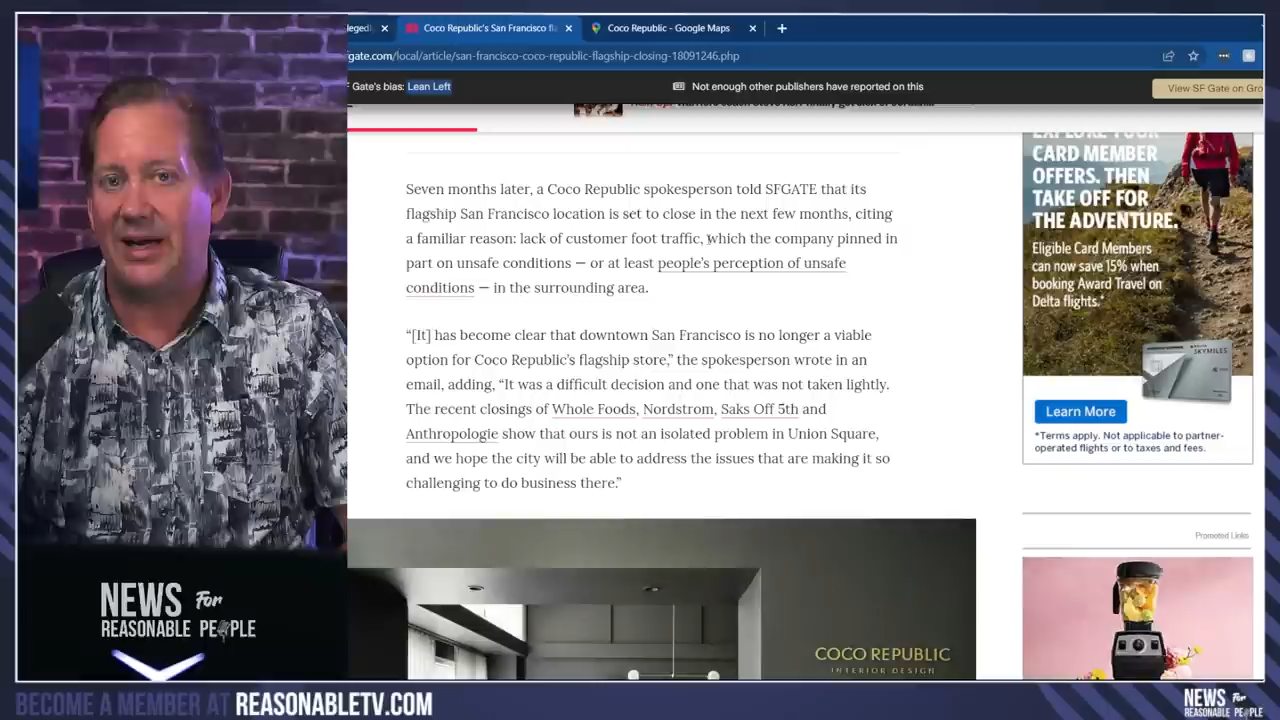 Coco Republic's San Francisco fl
Coco Republic - Google Maps
fgate.com/local/article/san-francisco-coco-republic-flagship-closing-18091246.php
F Gate's bias: Lean Left
Not enough other publishers have reported on this
View SF Gate on Gro
Seven months later, a Coco Republic spokesperson told SFGATE that its
flagship San Francisco location is set to close in the next few months, citing
a familiar reason: lack of customer foot traffic, which the company pinned in
part on unsafe conditions — or at least people's perception of unsafe
conditions — in the surrounding area.
“[It] has become clear that downtown San Francisco is no longer a viable
option for Coco Republic's flagship store,” the spokesperson wrote in an
email, adding, “It was a difficult decision and one that was not taken lightly.
The recent closings of Whole Foods, Nordstrom, Saks Off 5th and
Anthropologie show that ours is not an isolated problem in Union Square,
and we hope the city will be able to address the issues that are making it so
challenging to do business there.”
COCO REPUBLIC
INTERIOR DESIGN
EXPLORE YOUR
CARD MEMBER
OFFERS. THEN
TAKE OFF FOR
THE ADVENTURE.
Eligible Card Members
can now save 15% when
booking Award Travel on
Delta flights.*
SKYMILES
Learn More
*Terms apply. Not applicable to partner-
operated flights or to taxes and fees.
Promoted Links
NEWS For
REASONABLE PEOPLE
BECOME A MEMBER AT REASONABLETV.COM
NEWS For
REASONABLE PEOPLE